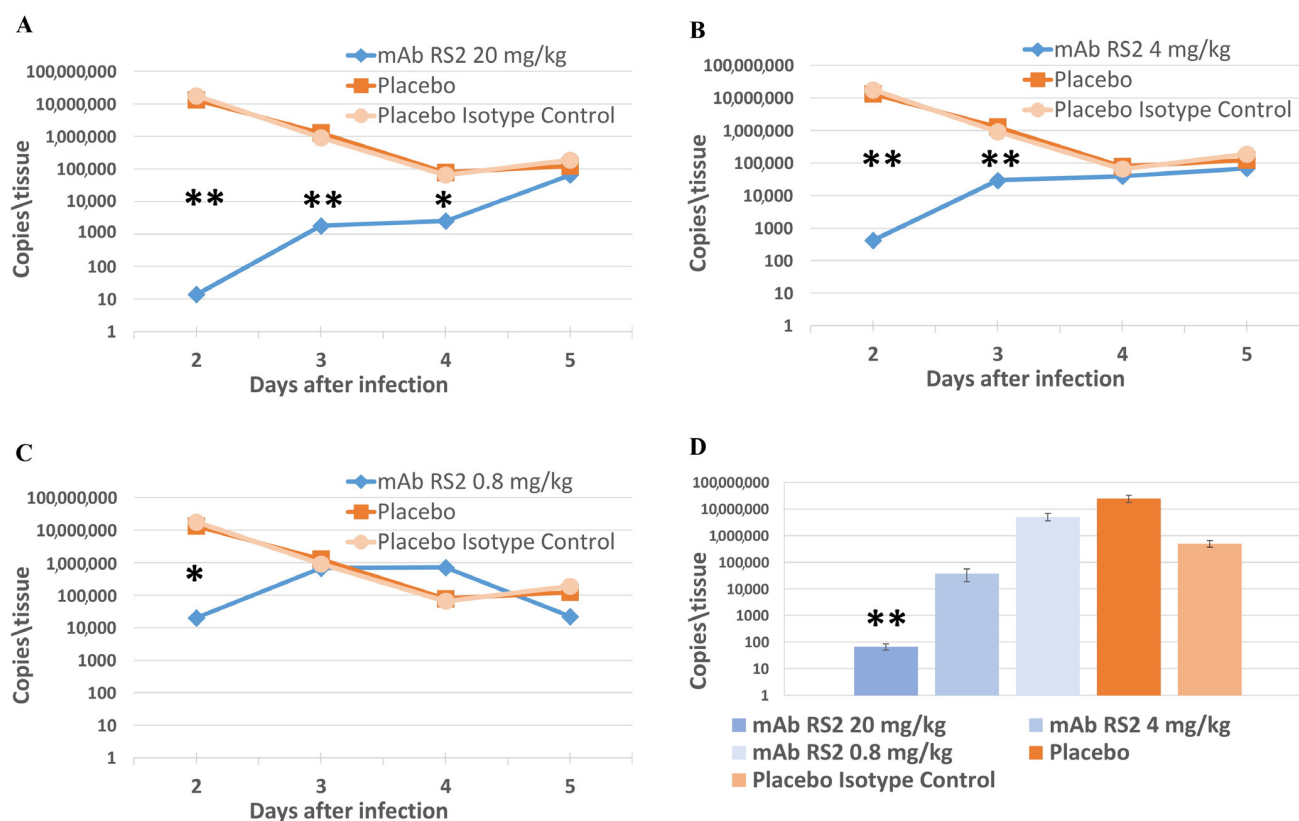 A
mAb RS2 20 mg/kg
Placebo
Placebo Isotype Control
100,000,000
10,000,000
1,000,000
100,000
10,000
1000
100
10
1
Copies\tissue
**
**
*
2 3 4 5
Days after infection
B
mAb RS2 4 mg/kg
Placebo
Placebo Isotype Control
100,000,000
10,000,000
1,000,000
100,000
10,000
1000
100
10
1
Copies\tissue
**
**
2 3 4 5
Days after infection
C
mAb RS2 0.8 mg/kg
Placebo
Placebo Isotype Control
100,000,000
10,000,000
1,000,000
100,000
10,000
1000
100
10
1
Copies\tissue
*
2 3 4 5
Days after infection
D
100,000,000
10,000,000
1,000,000
100,000
10,000
1000
100
10
1
Copies\tissue
**
mAb RS2 20 mg/kg mAb RS2 4 mg/kg
mAb RS2 0.8 mg/kg Placebo
Placebo Isotype Control